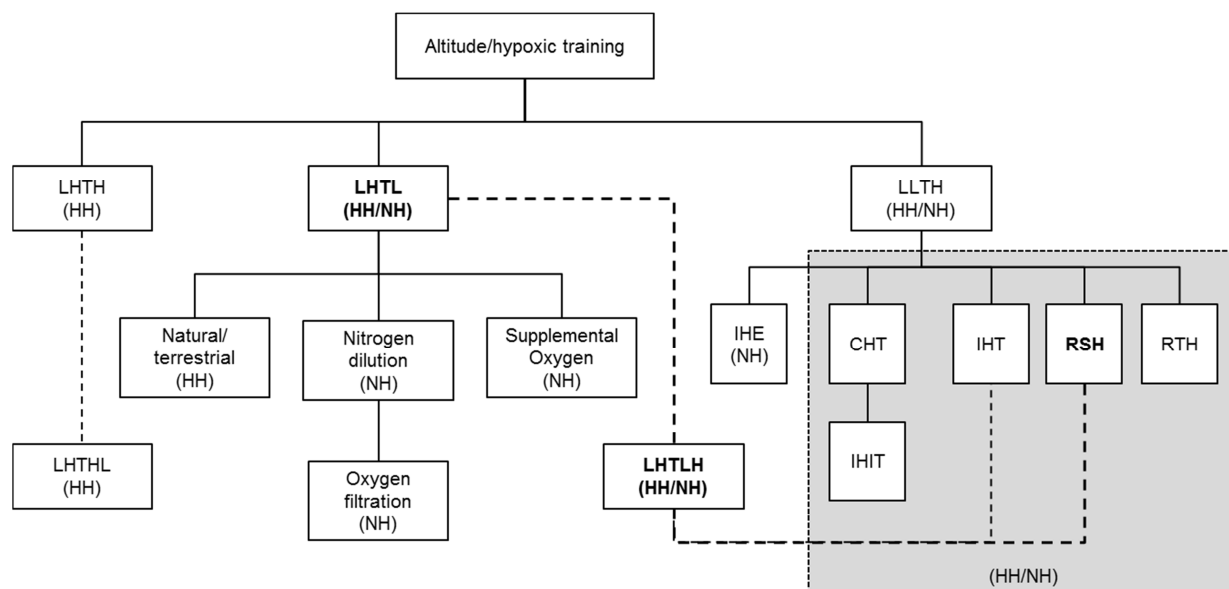 Altitude/hypoxic training
LHTH
(HH)
LHTL
(HH/NH)
LLTH
(HH/NH)
Natural/
terrestrial
(HH)
Nitrogen
dilution
(NH)
Supplemental
Oxygen
(NH)
IHE
(NH)
CHT
IHT
RSH
RTH
LHTHL
(HH)
Oxygen
filtration
(NH)
LHTLH
(HH/NH)
IHIT
(HH/NH)